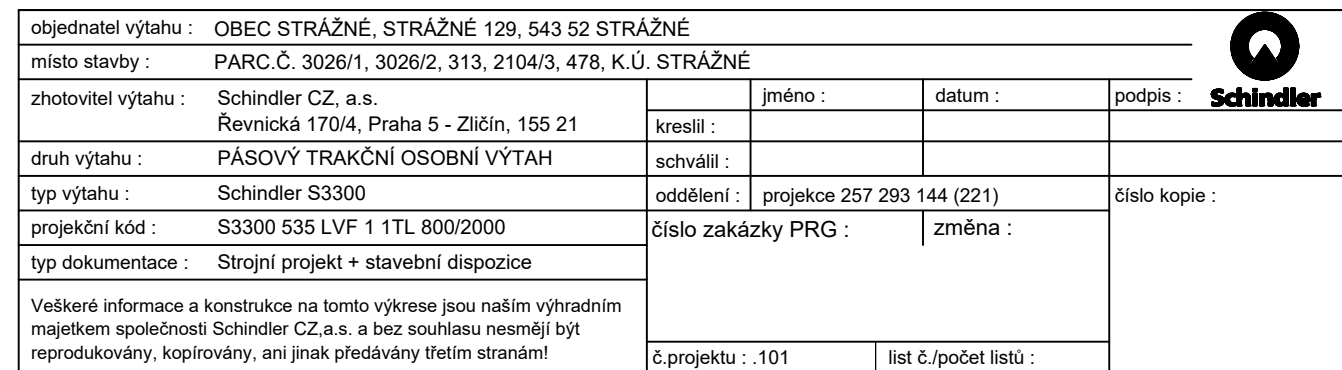 objednatel výtahu : OBEC STRÁŽNÉ, STRÁŽNÉ 129, 543 52 STRÁŽNÉ
místo stavby : PARC.Č. 3026/1, 3026/2, 313, 2104/3, 478, K.Ú. STRÁŽNÉ
Schindler
zhotovitel výtahu : Schindler CZ, a.s.
Řevnická 170/4, Praha 5 - Zličín, 155 21
jméno : datum : podpis :
kreslil :
druh výtahu : PÁSOVÝ TRAKČNÍ OSOBNÍ VÝTAH
schválil :
typ výtahu : Schindler S3300
oddělení : projekce 257 293 144 (221)
číslo kopie :
projekční kód : S3300 535 LVF 1 1TL 800/2000
číslo zakázky PRG : změna :
typ dokumentace : Strojní projekt + stavební dispozice
Veškeré informace a konstrukce na tomto výkrese jsou naším výhradním
majetkem společnosti Schindler CZ,a.s. a bez souhlasu nesmějí být
reprodukovány, kopírovány, ani jinak předávány třetím stranám!
č.projektu : .101 list č./počet listů :